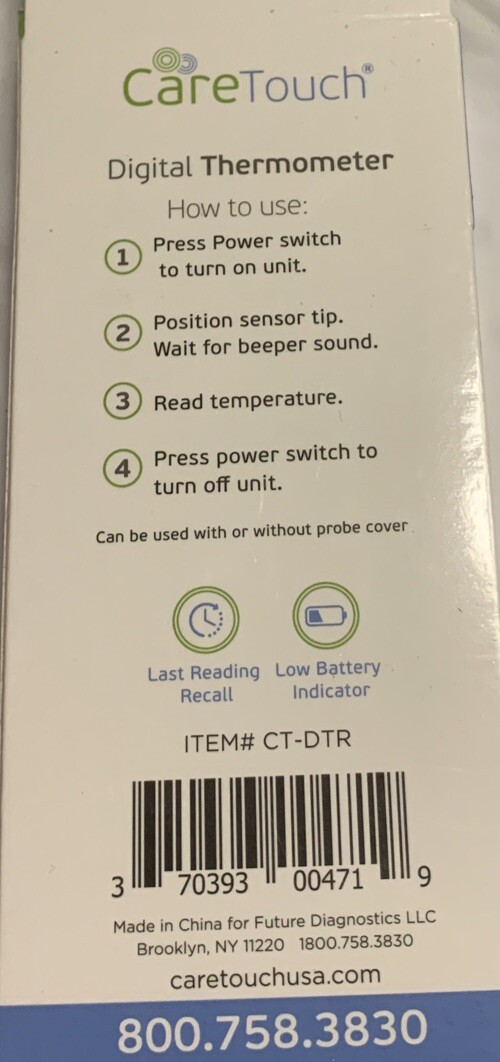 CareTouch®
Digital Thermometer
How to use:
1 Press Power switch
to turn on unit.
2 Position sensor tip.
Wait for beeper sound.
3 Read temperature.
4 Press power switch to
turn off unit.
Can be used with or without probe cover
Last Reading Recall
Low Battery Indicator
ITEM# CT-DTR
3 70393 00471 9
Made in China for Future Diagnostics LLC
Brooklyn, NY 11220 1800.758.3830
caretouchusa.com
800.758.3830